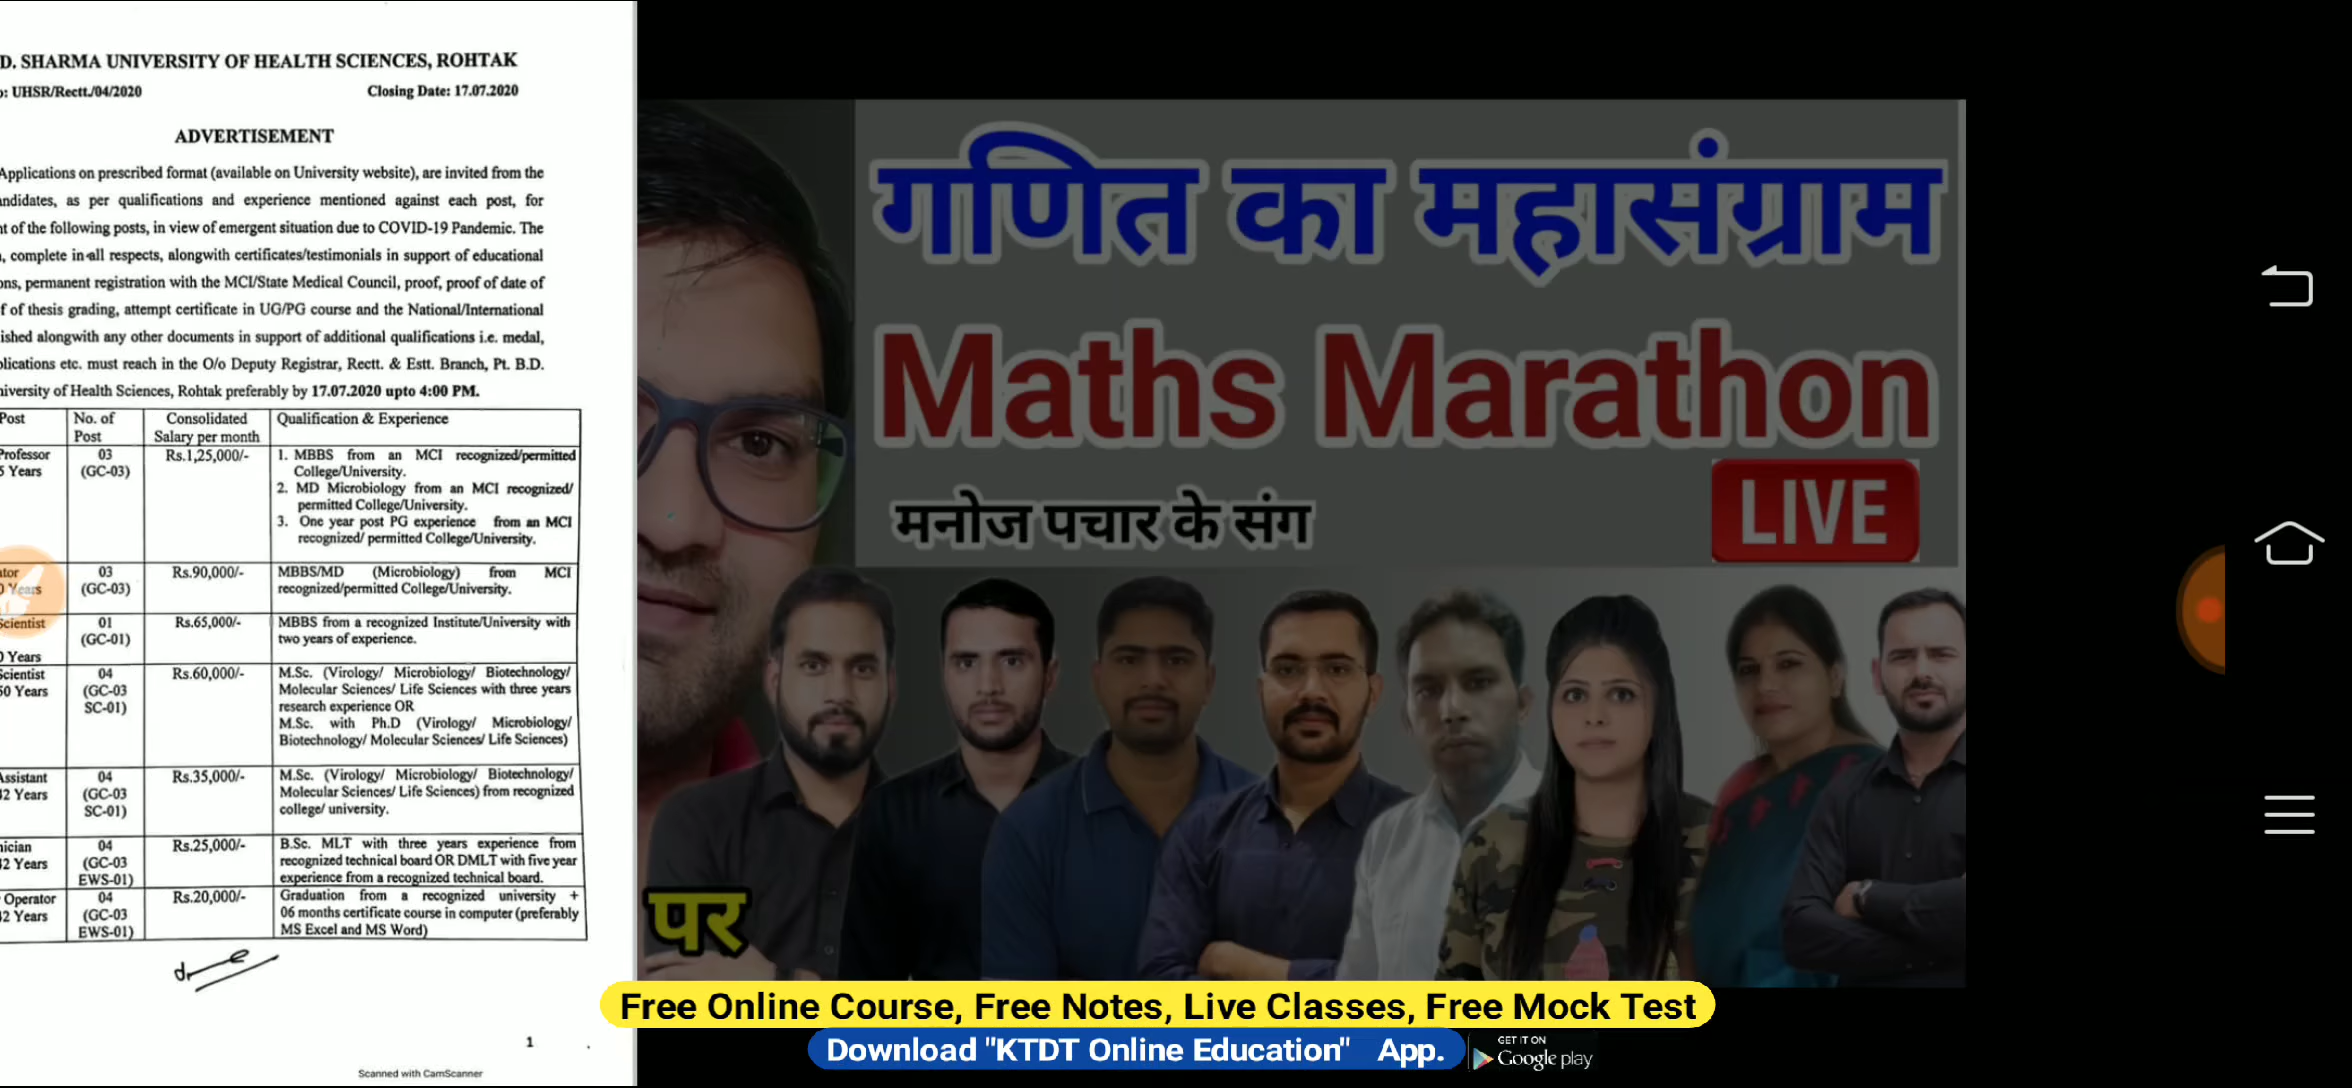 D. SHARMA UNIVERSITY OF HEALTH SCIENCES, ROHTAK
: UHSR/Rectt./04/2020 Closing Date: 17.07.2020
ADVERTISEMENT
Applications on prescribed format (available on University website), are invited from the
ndidates, as per qualifications and experience mentioned against each post, for
t of the following posts, in view of emergent situation due to COVID-19 Pandemic. The
, complete in all respects, alongwith certificates/testimonials in support of educational
ons, permanent registration with the MCI/State Medical Council, proof, proof of date of
f of thesis grading, attempt certificate in UG/PG course and the National/International
ished alongwith any other documents in support of additional qualifications i.e. medal,
lications etc. must reach in the O/o Deputy Registrar, Rectt. & Estt. Branch, Pt. B.D.
niversity of Health Sciences, Rohtak preferably by 17.07.2020 upto 4:00 PM.
Post No. of Post Consolidated Salary per month Qualification & Experience
Professor 03 Rs.1,25,000/- 1. MBBS from an MCI recognized/permitted
5 Years (GC-03) College/University.
2. MD Microbiology from an MCI recognized/
permitted College/University.
3. One year post PG experience from an MCI
recognized/ permitted College/University.
tor 03 Rs.90,000/- MBBS/MD (Microbiology) from MCI
0 Years (GC-03) recognized/permitted College/University.
Scientist 01 Rs.65,000/- MBBS from a recognized Institute/University with
(GC-01) two years of experience.
0 Years
Scientist 04 Rs.60,000/- M.Sc. (Virology/ Microbiology/ Biotechnology/
50 Years (GC-03 Molecular Sciences/ Life Sciences with three years
SC-01) research experience OR
M.Sc. with Ph.D (Virology/ Microbiology/
Biotechnology/ Molecular Sciences/ Life Sciences)
Assistant 04 Rs.35,000/- M.Sc. (Virology/ Microbiology/ Biotechnology/
42 Years (GC-03 Molecular Sciences/ Life Sciences) from recognized
SC-01) college/ university.
nician 04 Rs.25,000/- B.Sc. MLT with three years experience from
42 Years (GC-03 recognized technical board OR DMLT with five year
EWS-01) experience from a recognized technical board.
Operator 04 Rs.20,000/- Graduation from a recognized university +
42 Years (GC-03 06 months certificate course in computer (preferably
EWS-01) MS Excel and MS Word)
1
Scanned with CamScanner
गणित का महासंग्राम
Maths Marathon
मनोज पचार के संग
LIVE
पर
Free Online Course, Free Notes, Live Classes, Free Mock Test
Download "KTDT Online Education" App.
GET IT ON
Google play